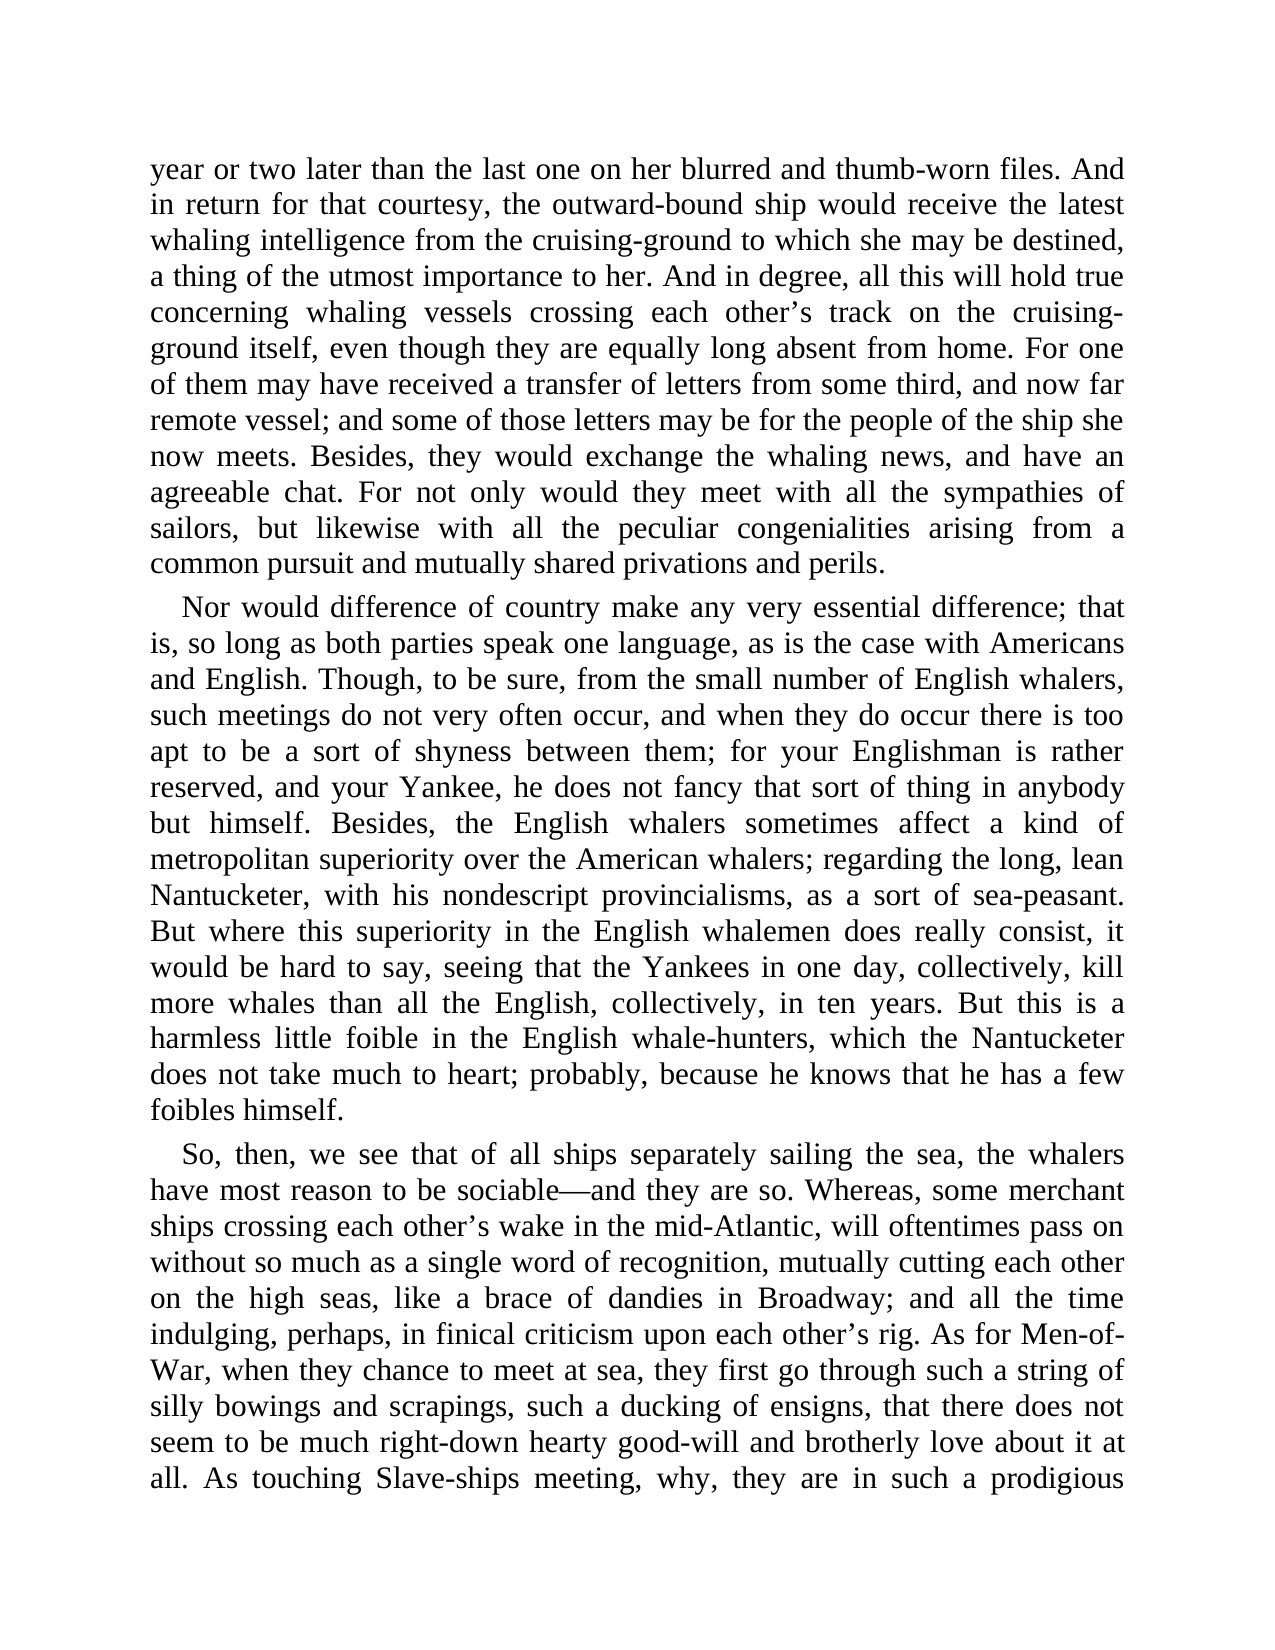 year or two later than the last one on her blurred and thumb-worn files. And
in return for that courtesy, the outward-bound ship would receive the latest
whaling intelligence from the cruising-ground to which she may be destined,
a thing of the utmost importance to her. And in degree, all this will hold true
concerning whaling vessels crossing each other’s track on the cruising-
ground itself, even though they are equally long absent from home. For one
of them may have received a transfer of letters from some third, and now far
remote vessel; and some of those letters may be for the people of the ship she
now meets. Besides, they would exchange the whaling news, and have an
agreeable chat. For not only would they meet with all the sympathies of
sailors, but likewise with all the peculiar congenialities arising from a
common pursuit and mutually shared privations and perils.
Nor would difference of country make any very essential difference; that
is, so long as both parties speak one language, as is the case with Americans
and English. Though, to be sure, from the small number of English whalers,
such meetings do not very often occur, and when they do occur there is too
apt to be a sort of shyness between them; for your Englishman is rather
reserved, and your Yankee, he does not fancy that sort of thing in anybody
but himself. Besides, the English whalers sometimes affect a kind of
metropolitan superiority over the American whalers; regarding the long, lean
Nantucketer, with his nondescript provincialisms, as a sort of sea-peasant.
But where this superiority in the English whalemen does really consist, it
would be hard to say, seeing that the Yankees in one day, collectively, kill
more whales than all the English, collectively, in ten years. But this is a
harmless little foible in the English whale-hunters, which the Nantucketer
does not take much to heart; probably, because he knows that he has a few
foibles himself.
So, then, we see that of all ships separately sailing the sea, the whalers
have most reason to be sociable—and they are so. Whereas, some merchant
ships crossing each other’s wake in the mid-Atlantic, will oftentimes pass on
without so much as a single word of recognition, mutually cutting each other
on the high seas, like a brace of dandies in Broadway; and all the time
indulging, perhaps, in finical criticism upon each other’s rig. As for Men-of-
War, when they chance to meet at sea, they first go through such a string of
silly bowings and scrapings, such a ducking of ensigns, that there does not
seem to be much right-down hearty good-will and brotherly love about it at
all. As touching Slave-ships meeting, why, they are in such a prodigious